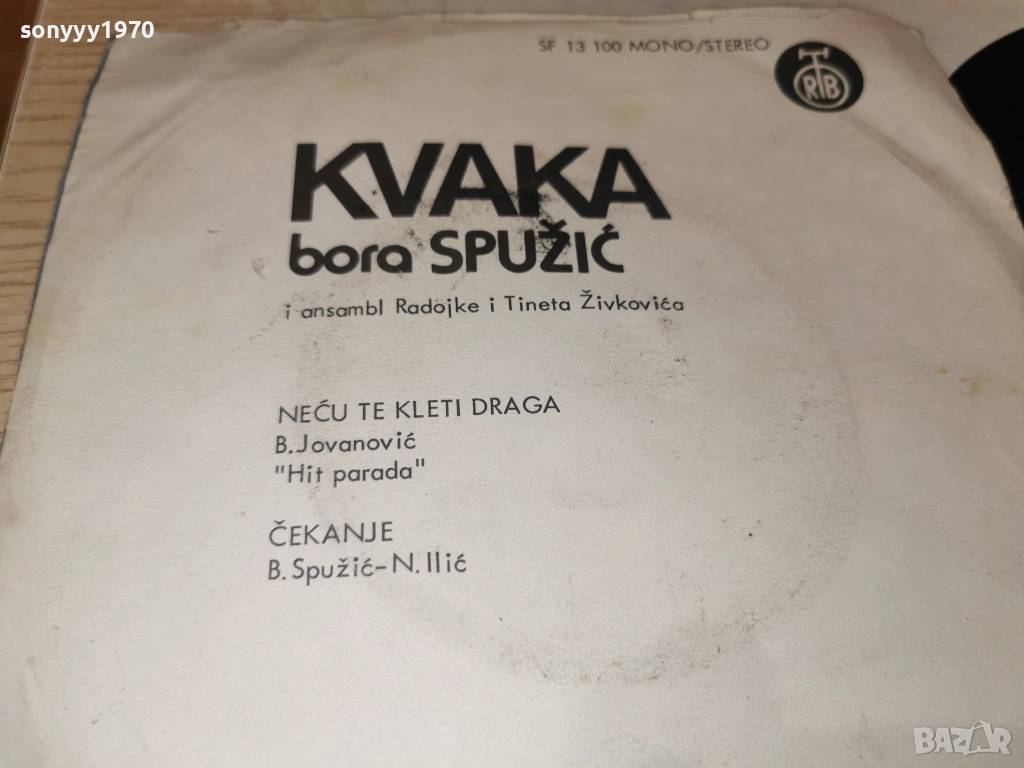 sonyyy1970
SF 13 100 MONO/STEREO
RTB
KVAKA
bora SPUŽIĆ
i ansambl Radojke i Tineta Živkovića
NEĆU TE KLETI DRAGA
B.Jovanović
"Hit parada"
ČEKANJE
B. Spužić-N.Ilić
BAZAR